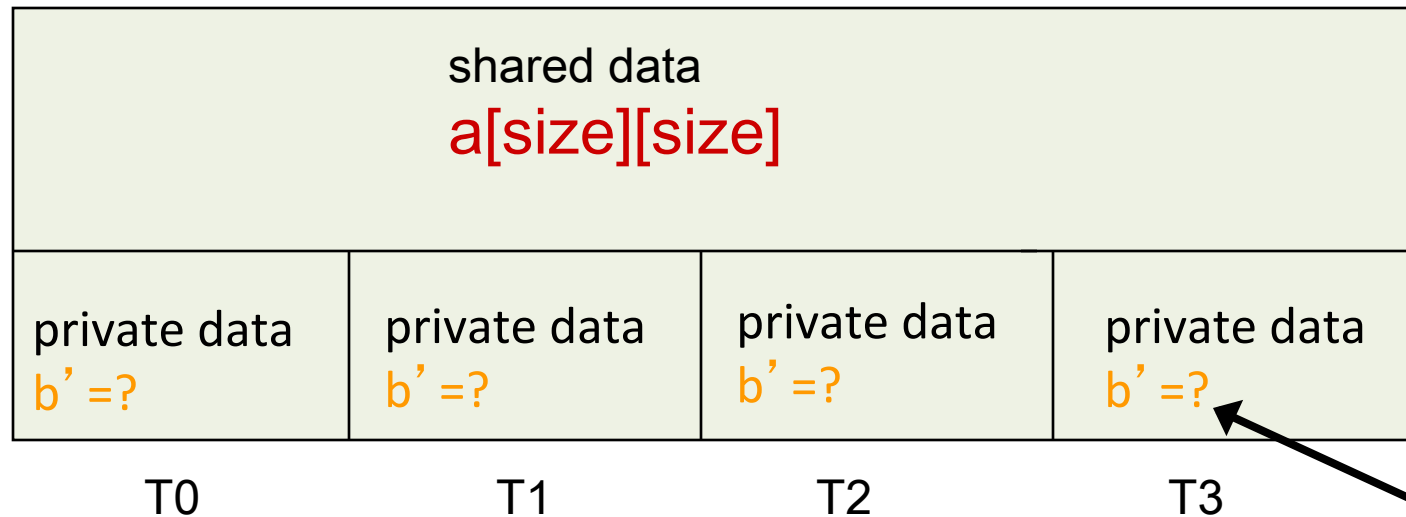 shared data
a[size][size]
private data
b’=?
private data
b’ =?
private data
b’ =?
private data
b’ =?
T0
T1
T2
T3